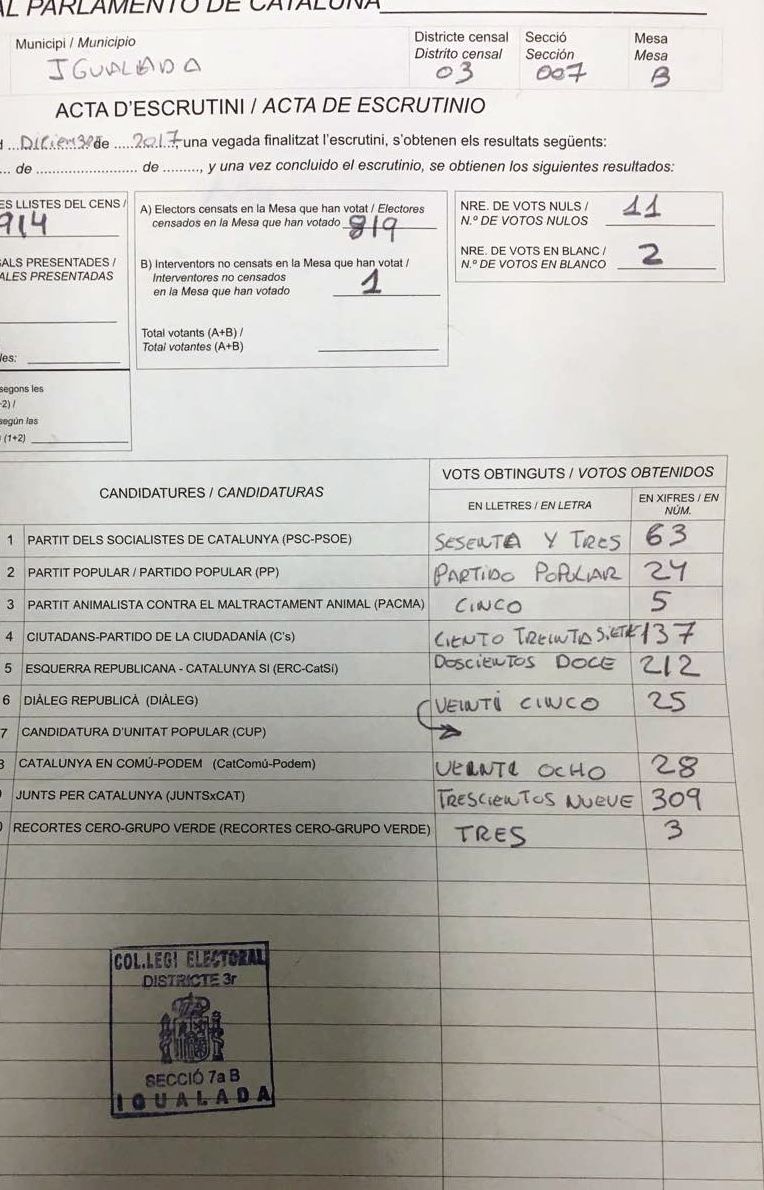 AL PARLAMENTO DE CATALUÑA
Municipi / Municipio
IGUALADA
Districte censal
Distrito censal
03
Secció
Sección
007
Mesa
Mesa
B
ACTA D'ESCRUTINI / ACTA DE ESCRUTINIO
Diciembre de ....2017, una vegada finalitzat l'escrutini, s'obtenen els resultats següents:
... de ........................ de ........., y una vez concluido el escrutinio, se obtienen los siguientes resultados:
ES LLISTES DEL CENS /
914
ALS PRESENTADES /
ALES PRESENTADAS
les:
segons les
-2) /
según las
(1+2)
A) Electors censats en la Mesa que han votat / Electores
censados en la Mesa que han votado 819
B) Interventors no censats en la Mesa que han votat /
Interventores no censados
en la Mesa que han votado 1
Total votants (A+B) /
Total votantes (A+B)
NRE. DE VOTS NULS /
N.º DE VOTOS NULOS 11
NRE. DE VOTS EN BLANC /
N.º DE VOTOS EN BLANCO 2
CANDIDATURES / CANDIDATURAS
VOTS OBTINGUTS / VOTOS OBTENIDOS
EN LLETRES / EN LETRA
EN XIFRES / EN
NÚM.
1 PARTIT DELS SOCIALISTES DE CATALUNYA (PSC-PSOE) SESENTA Y TRES 63
2 PARTIT POPULAR / PARTIDO POPULAR (PP) PARTIDO POPULAR 24
3 PARTIT ANIMALISTA CONTRA EL MALTRACTAMENT ANIMAL (PACMA) CINCO 5
4 CIUTADANS-PARTIDO DE LA CIUDADANÍA (C's) CIENTO TREINTA SIETE 137
5 ESQUERRA REPUBLICANA - CATALUNYA SI (ERC-CatSí) DOSCIENTOS DOCE 212
6 DIÀLEG REPUBLICÀ (DIÀLEG) VEINTI CINCO 25
7 CANDIDATURA D'UNITAT POPULAR (CUP)
8 CATALUNYA EN COMÚ-PODEM (CatComú-Podem) VEINTE OCHO 28
JUNTS PER CATALUNYA (JUNTSxCAT) TRESCIENTOS NUEVE 309
0 RECORTES CERO-GRUPO VERDE (RECORTES CERO-GRUPO VERDE) TRES 3
COL.LEGI ELECTORAL
DISTRICTE 3r
SECCIÓ 7a B
IGUALADA